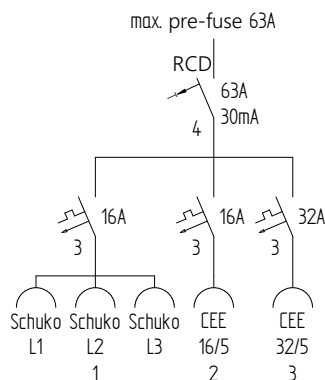 max. pre-fuse 63A
RCD
63A
30mA
4
16A
16A
32A
3
3
3
Schuko Schuko Schuko CEE CEE
L1 L2 L3 16/5 32/5
1 2 3